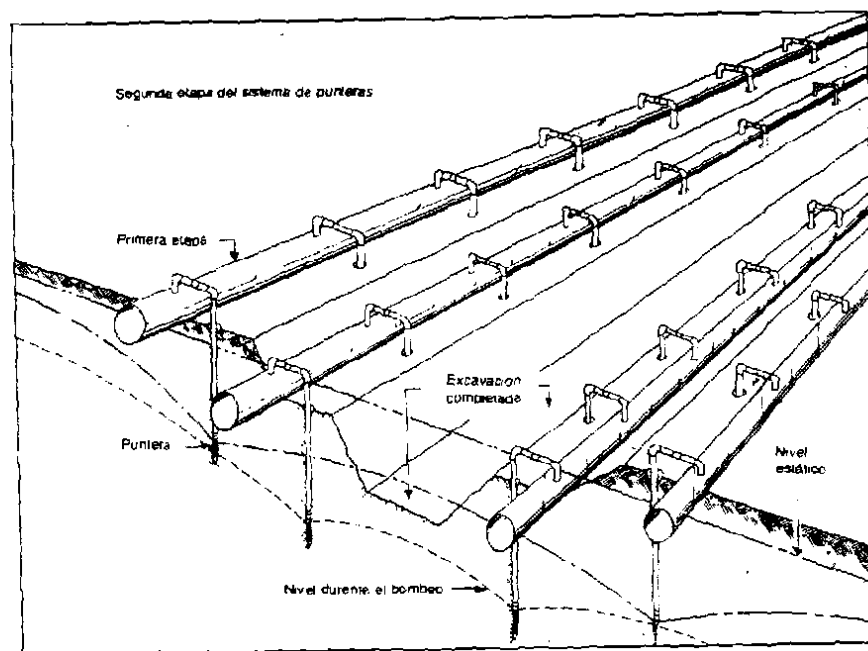 Segunda etapa del sistema de punteras
Primera etapa
Excavación
completada
Puntera
Nivel
estático
Nivel durante el bombeo